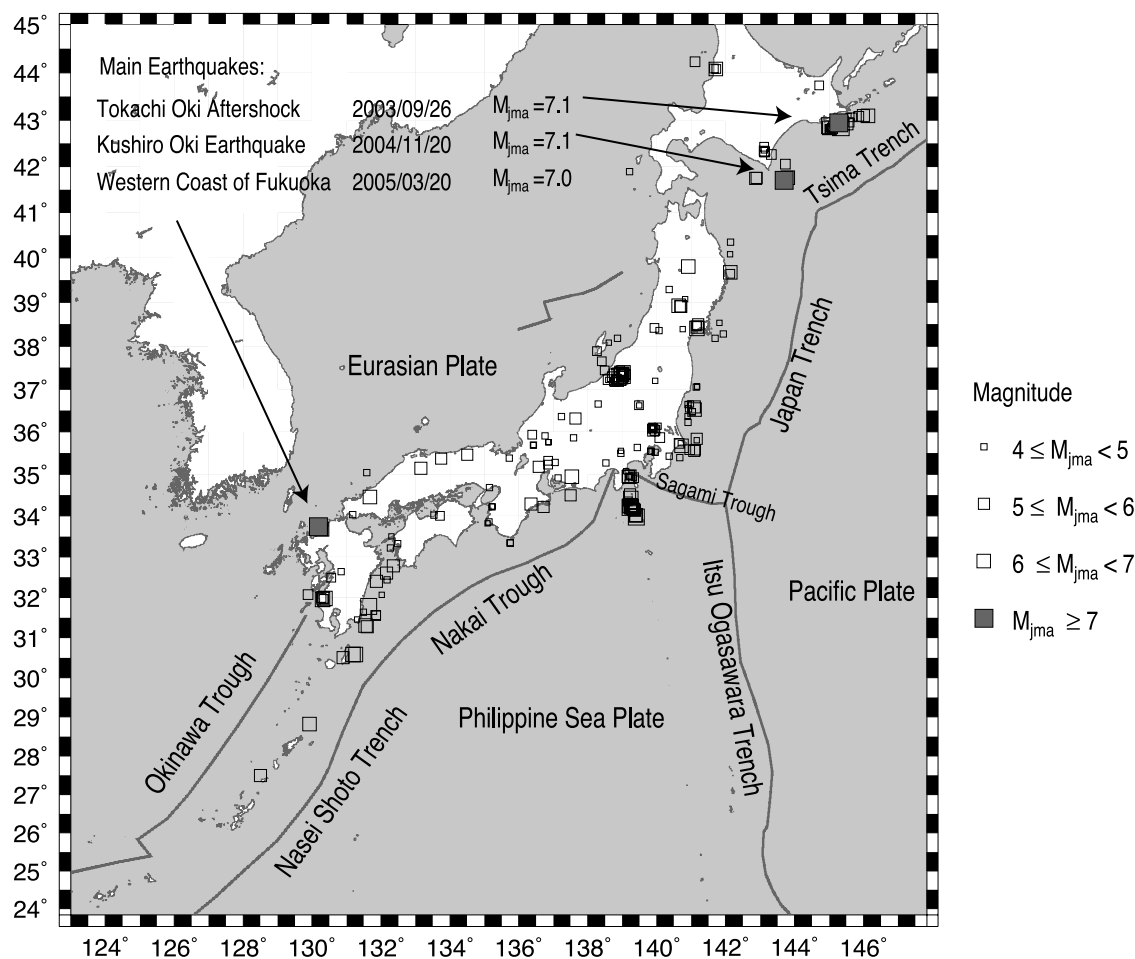 Main Earthquakes:
Tokachi Oki Aftershock 2003/09/26 Mjma =7.1
Kushiro Oki Earthquake 2004/11/20 Mjma =7.1
Western Coast of Fukuoka 2005/03/20 Mjma =7.0
45°
44°
43°
42°
41°
40°
39°
38°
37°
36°
35°
34°
33°
32°
31°
30°
29°
28°
27°
26°
25°
24°
Tsima Trench
Japan Trench
Eurasian Plate
Sagami Trough
Nakai Trough
Itsu Ogasawara Trench
Pacific Plate
Okinawa Trough
Nasei Shoto Trench
Philippine Sea Plate
124° 126° 128° 130° 132° 134° 136° 138° 140° 142° 144° 146°
Magnitude
4 ≤ Mjma < 5
5 ≤ Mjma < 6
6 ≤ Mjma < 7
Mjma ≥ 7